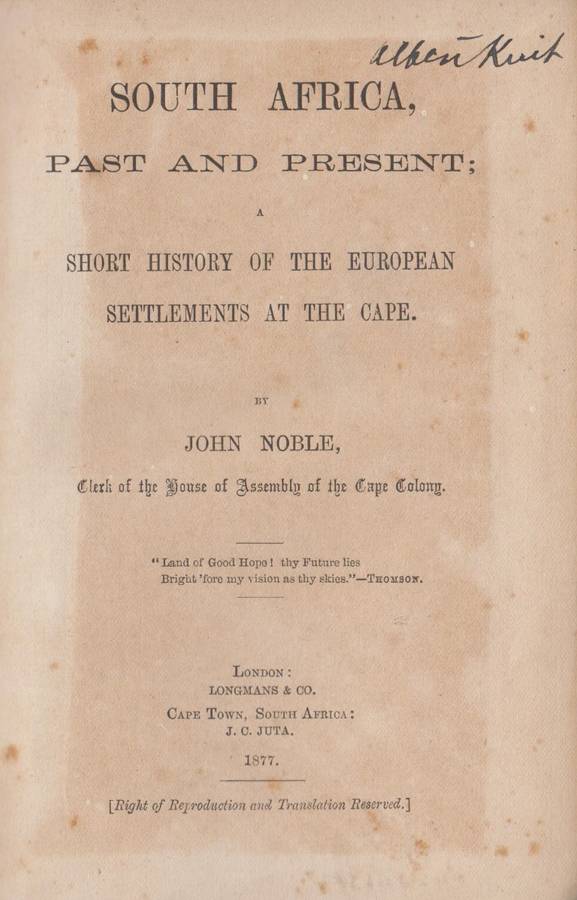 Albert Kuit
SOUTH AFRICA,
PAST AND PRESENT;
A
SHORT HISTORY OF THE EUROPEAN
SETTLEMENTS AT THE CAPE.
BY
JOHN NOBLE,
Clerk of the House of Assembly of the Cape Colony.
"Land of Good Hope! thy Future lies
Bright 'fore my vision as thy skies."—THOMSON.
LONDON:
LONGMANS & CO.
CAPE TOWN, SOUTH AFRICA:
J. C. JUTA.
1877.
[Right of Reproduction and Translation Reserved.]